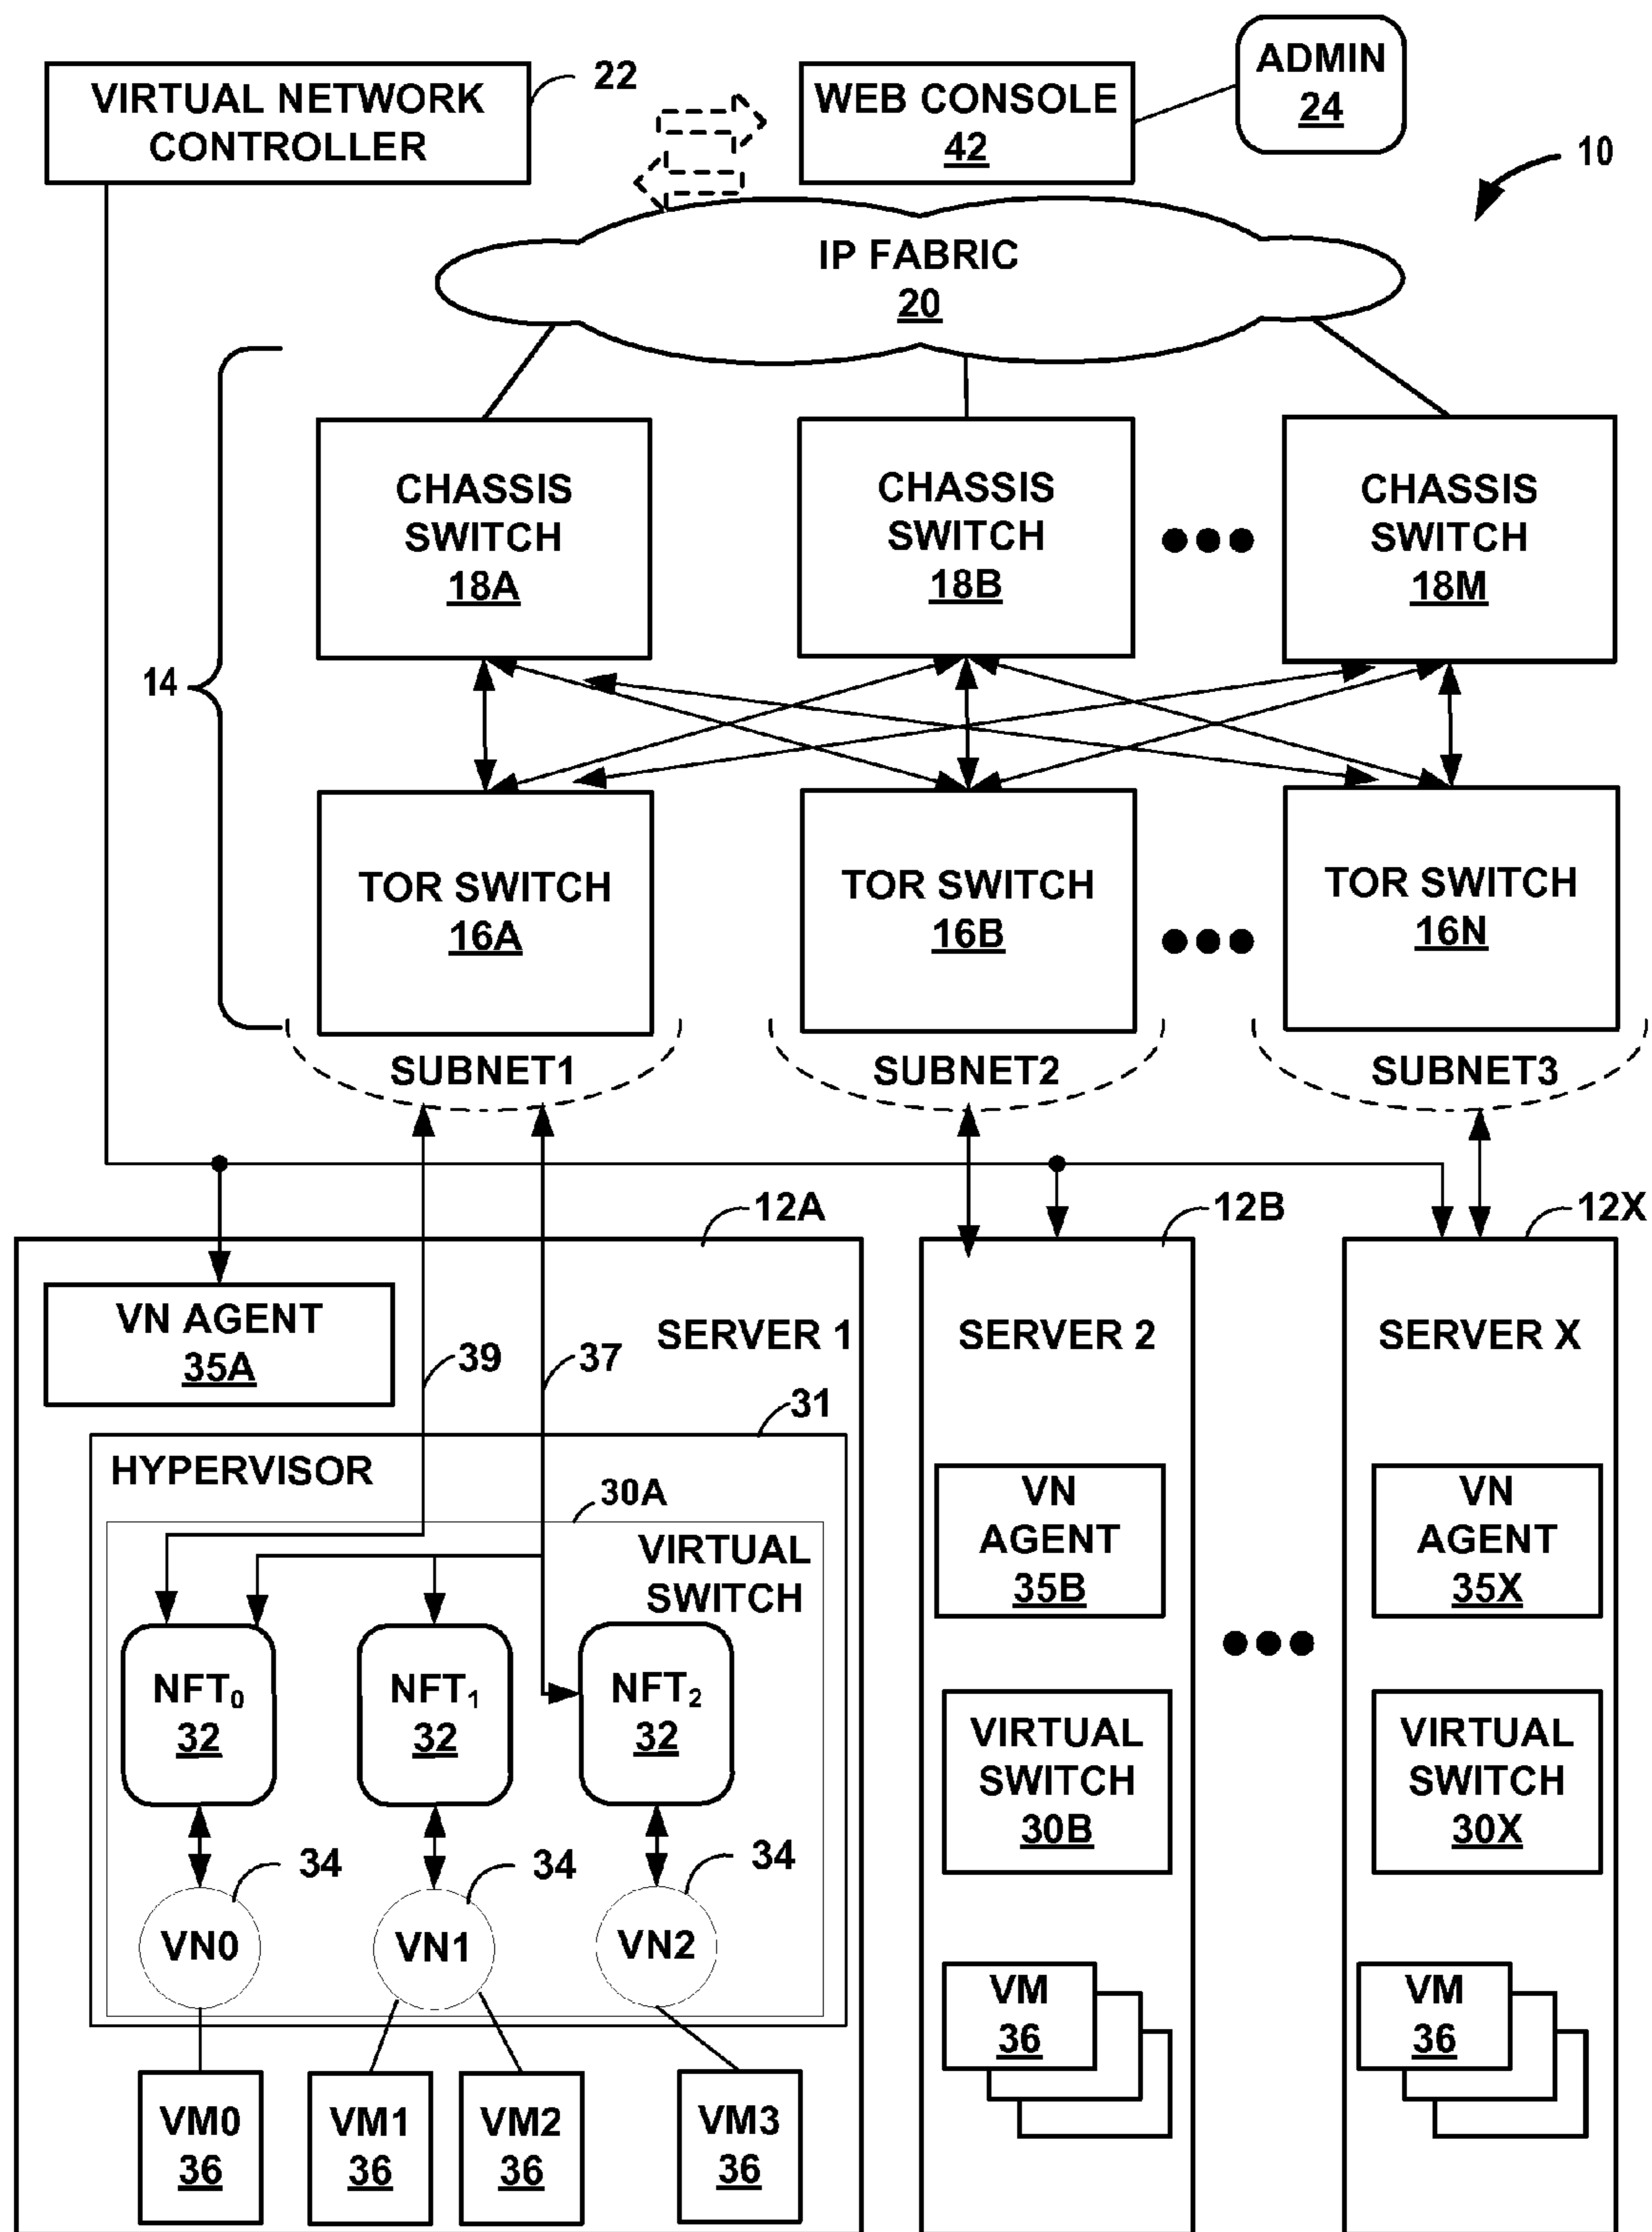 VIRTUAL NETWORK
CONTROLLER
22
WEB CONSOLE
42
ADMIN
24
10
IP FABRIC
20
14
CHASSIS
SWITCH
18A
CHASSIS
SWITCH
18B
CHASSIS
SWITCH
18M
TOR SWITCH
16A
TOR SWITCH
16B
TOR SWITCH
16N
SUBNET1
SUBNET2
SUBNET3
12A
12B
12X
VN AGENT
35A
SERVER 1
39
37
31
HYPERVISOR
30A
VIRTUAL
SWITCH
NFT₀
32
NFT₁
32
NFT₂
32
34
34
34
VN0
VN1
VN2
VM0
36
VM1
36
VM2
36
VM3
36
SERVER 2
VN
AGENT
35B
VIRTUAL
SWITCH
30B
VM
36
SERVER X
VN
AGENT
35X
VIRTUAL
SWITCH
30X
VM
36